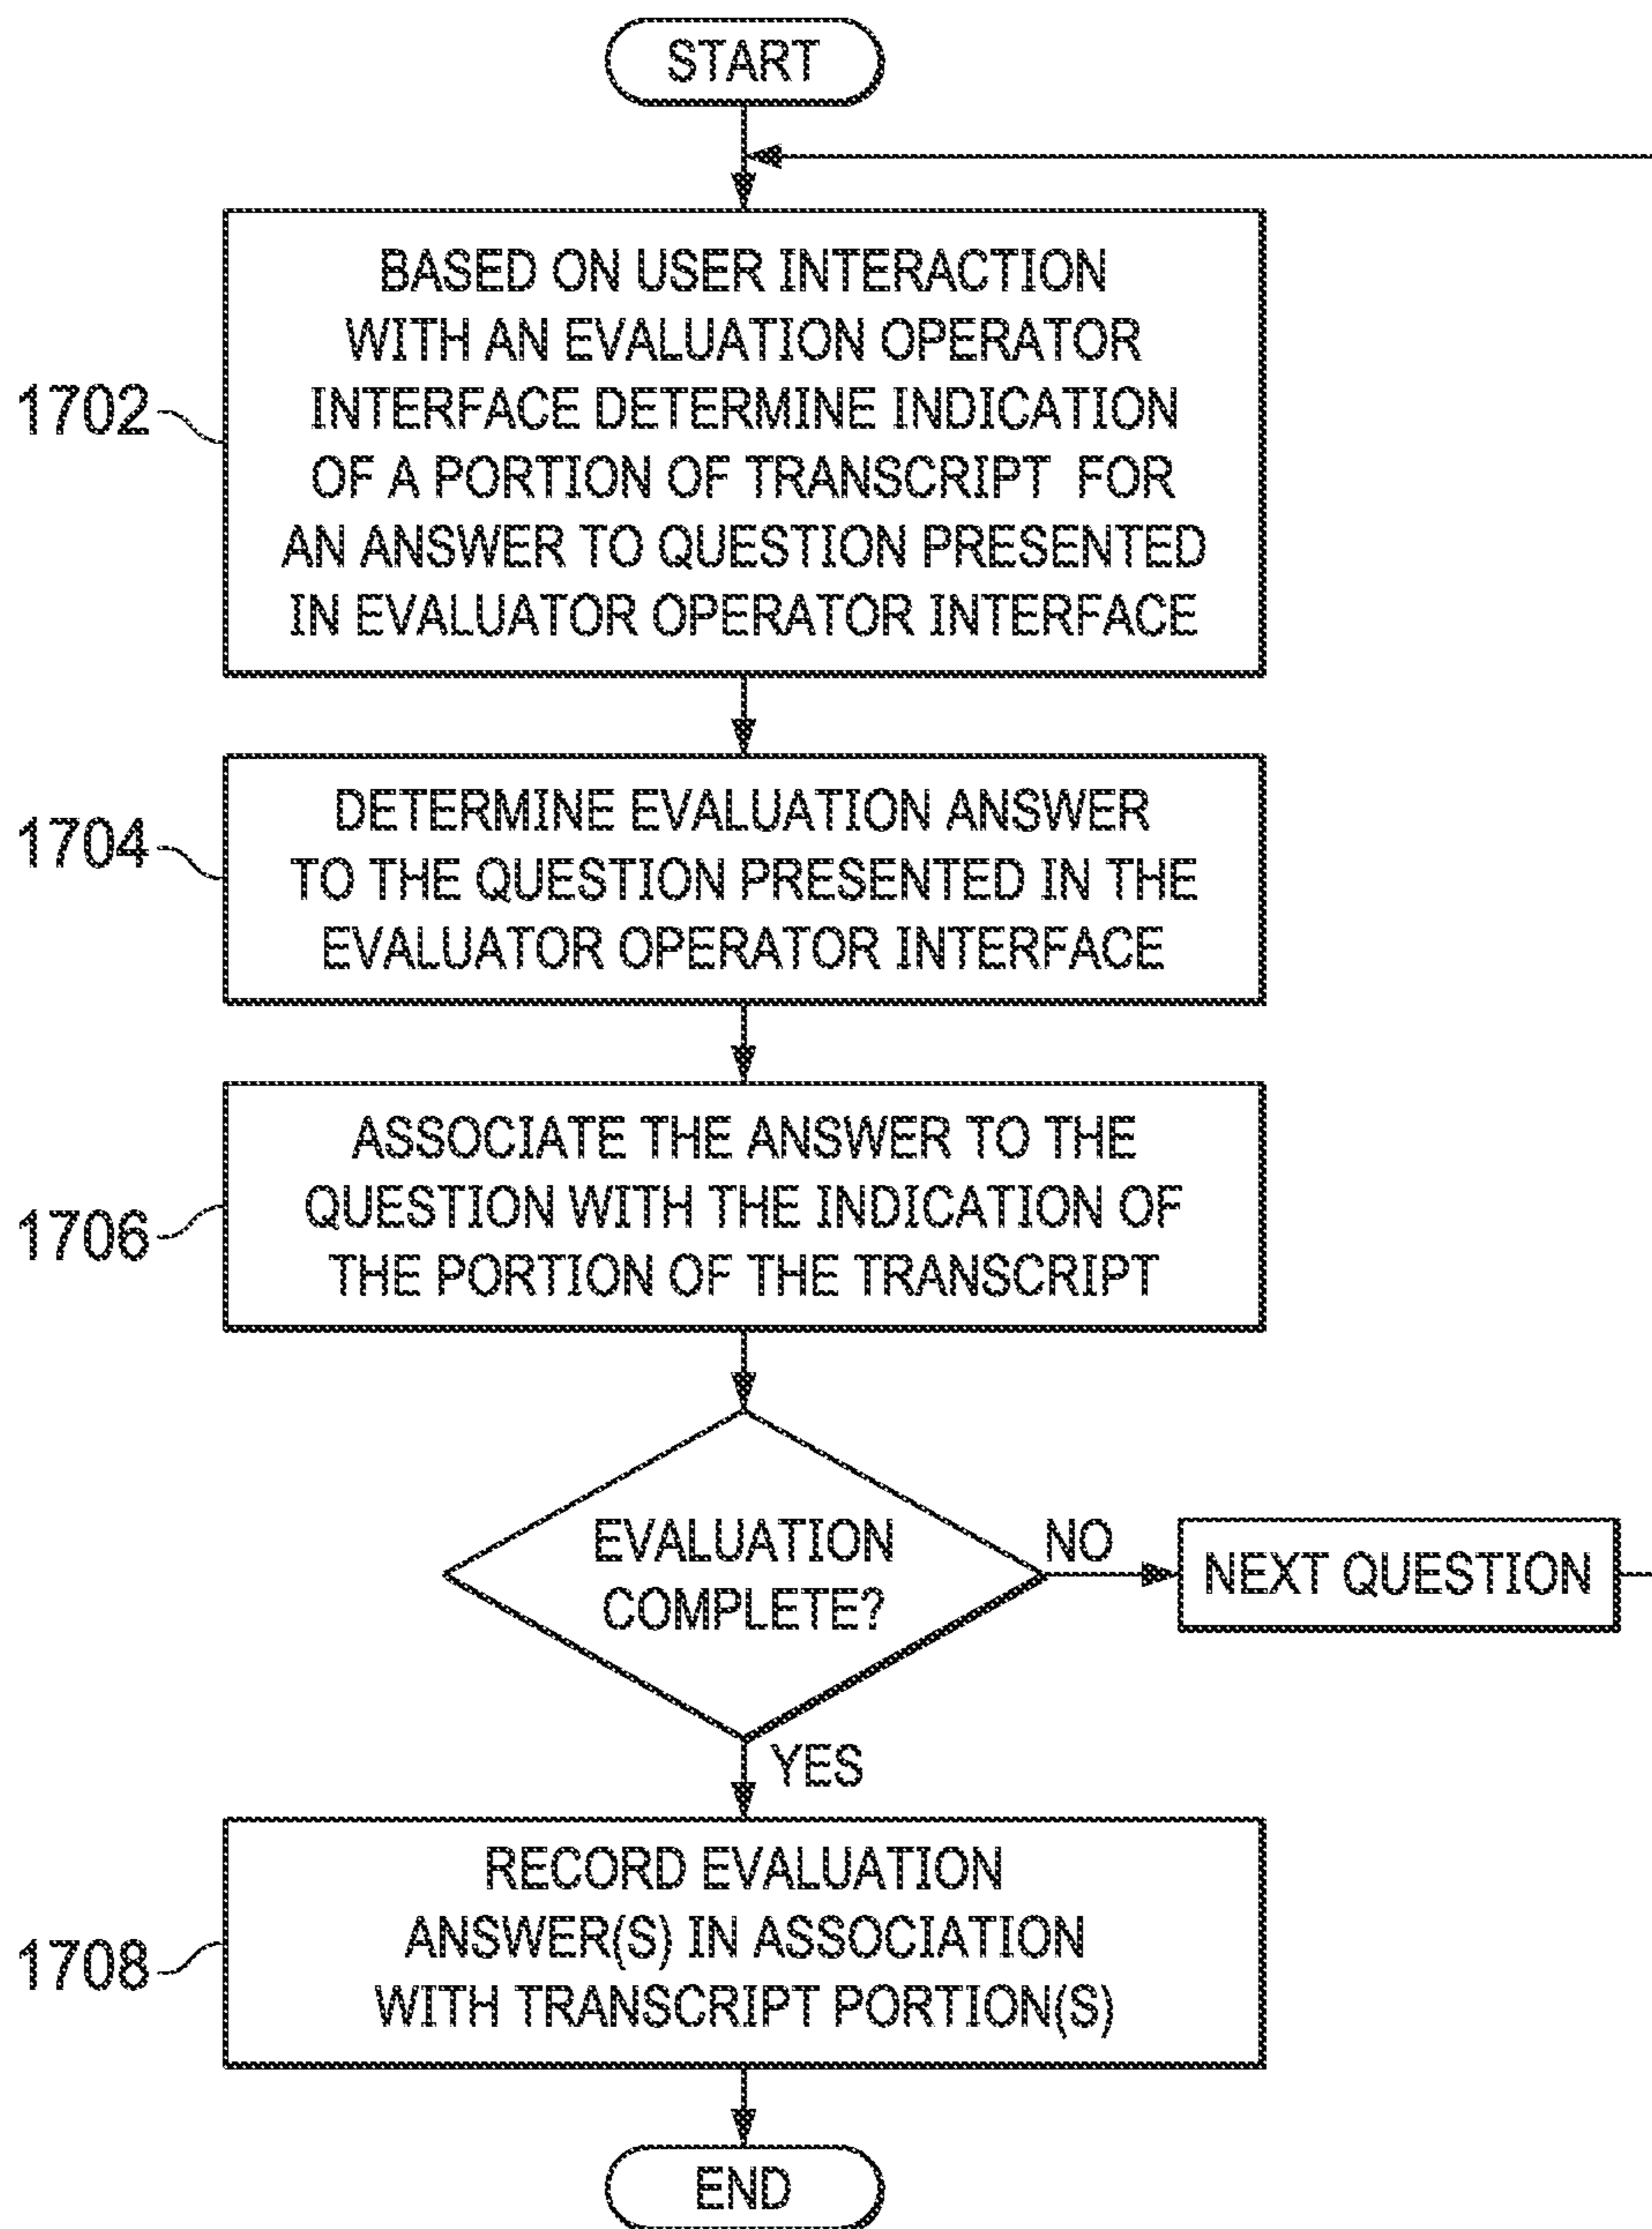 START
BASED ON USER INTERACTION
WITH AN EVALUATION OPERATOR
INTERFACE DETERMINE INDICATION
OF A PORTION OF TRANSCRIPT FOR
AN ANSWER TO QUESTION PRESENTED
IN EVALUATOR OPERATOR INTERFACE
1702
DETERMINE EVALUATION ANSWER
TO THE QUESTION PRESENTED IN THE
EVALUATOR OPERATOR INTERFACE
1704
ASSOCIATE THE ANSWER TO THE
QUESTION WITH THE INDICATION OF
THE PORTION OF THE TRANSCRIPT
1706
EVALUATION
COMPLETE?
NO
NEXT QUESTION
YES
RECORD EVALUATION
ANSWER(S) IN ASSOCIATION
WITH TRANSCRIPT PORTION(S)
1708
END